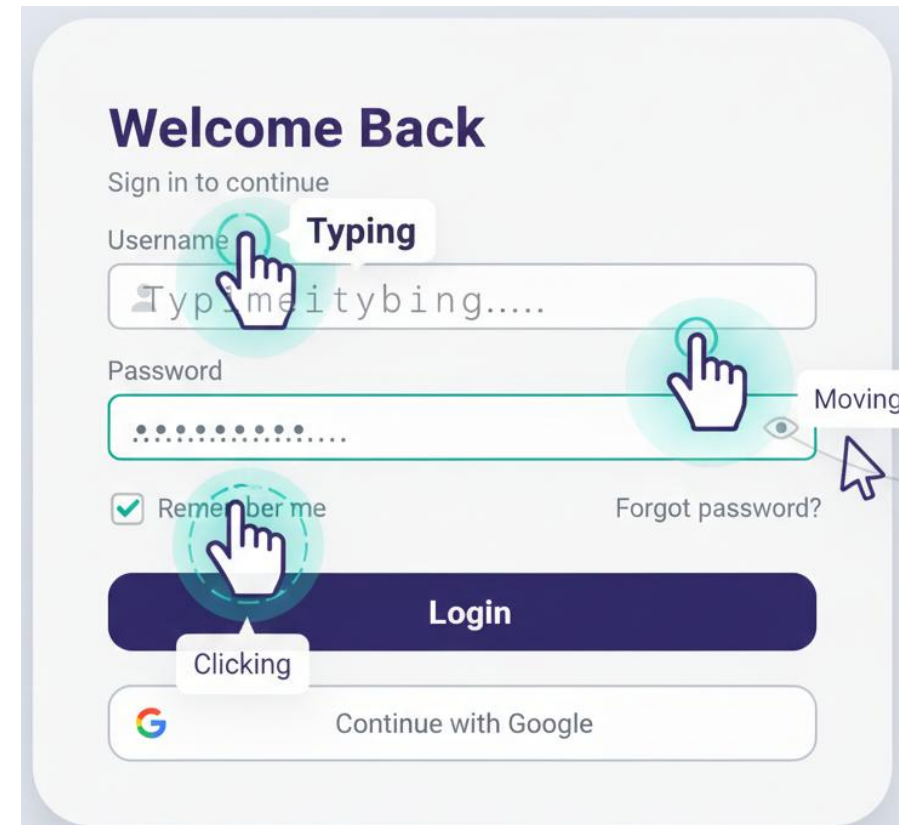 Welcome Back
Sign in to continue
Username
Typing
Typimeitybing.....
Password
Moving
Remember me
Forgot password?
Login
Clicking
Continue with Google